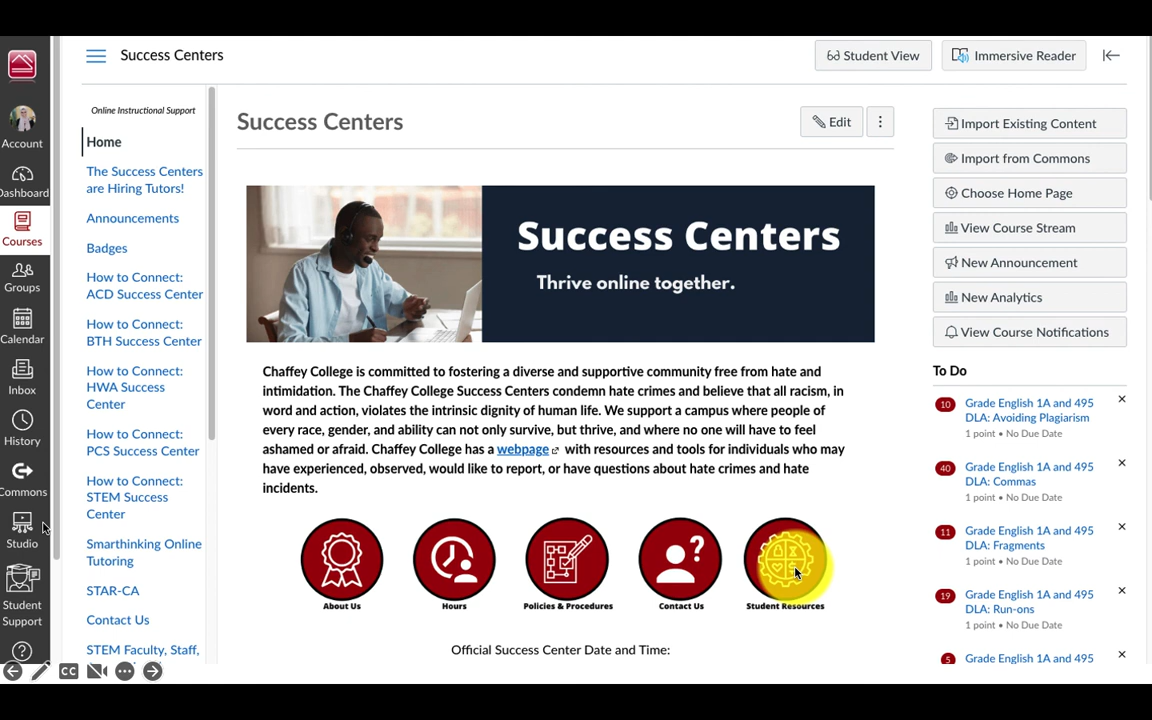 Success Centers
Student View
Immersive Reader
Account
Dashboard
Courses
Groups
Calendar
Inbox
History
Commons
Studio
Student
Support
Online Instructional Support
Home
The Success Centers
are Hiring Tutors!
Announcements
Badges
How to Connect:
ACD Success Center
How to Connect:
BTH Success Center
How to Connect:
HWA Success
Center
How to Connect:
PCS Success Center
How to Connect:
STEM Success
Center
Smarthinking Online
Tutoring
STAR-CA
Contact Us
STEM Faculty, Staff,
Success Centers
Edit
Success Centers
Thrive online together.
Chaffey College is committed to fostering a diverse and supportive community free from hate and
intimidation. The Chaffey College Success Centers condemn hate crimes and believe that all racism, in
word and action, violates the intrinsic dignity of human life. We support a campus where people of
every race, gender, and ability can not only survive, but thrive, and where no one will have to feel
ashamed or afraid. Chaffey College has a webpage with resources and tools for individuals who may
have experienced, observed, would like to report, or have questions about hate crimes and hate
incidents.
About Us
Hours
Policies & Procedures
Contact Us
Student Resources
Official Success Center Date and Time:
Import Existing Content
Import from Commons
Choose Home Page
View Course Stream
New Announcement
New Analytics
View Course Notifications
To Do
10 Grade English 1A and 495
DLA: Avoiding Plagiarism
1 point • No Due Date
40 Grade English 1A and 495
DLA: Commas
1 point • No Due Date
11 Grade English 1A and 495
DLA: Fragments
1 point • No Due Date
19 Grade English 1A and 495
DLA: Run-ons
1 point • No Due Date
5 Grade English 1A and 495
CC